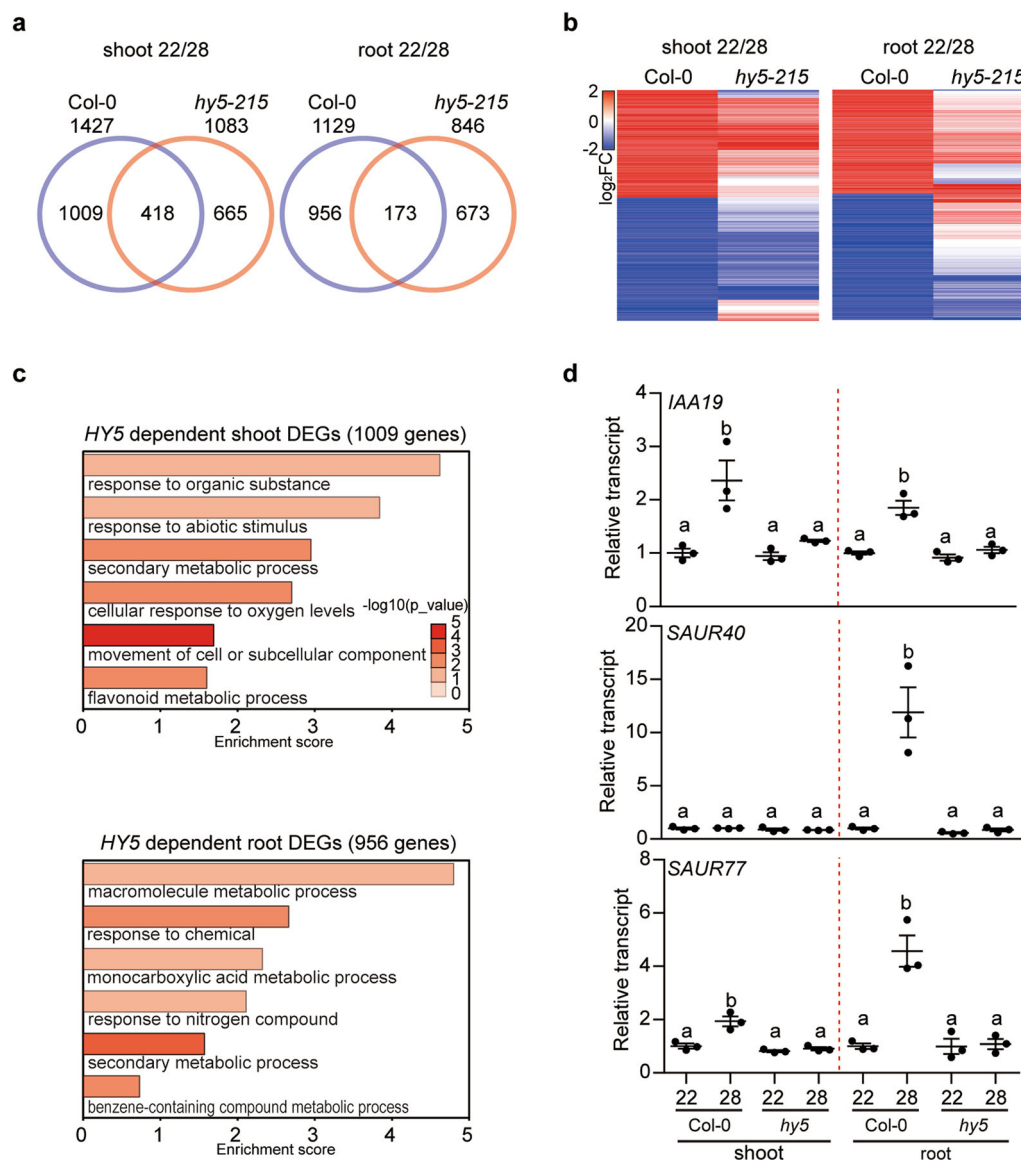 a
shoot 22/28
root 22/28
Col-0
hy5-215
1427
1083
1009
418
665
Col-0
hy5-215
1129
846
956
173
673
b
shoot 22/28
root 22/28
Col-0
hy5-215
Col-0
hy5-215
2
0
-2
log₂FC
c
HY5 dependent shoot DEGs (1009 genes)
response to organic substance
response to abiotic stimulus
secondary metabolic process
cellular response to oxygen levels
movement of cell or subcellular component
flavonoid metabolic process
-log10(p_value)
5
4
3
2
1
0
0 1 2 3 4 5
Enrichment score
HY5 dependent root DEGs (956 genes)
macromolecule metabolic process
response to chemical
monocarboxylic acid metabolic process
response to nitrogen compound
secondary metabolic process
benzene-containing compound metabolic process
0 1 2 3 4 5
Enrichment score
d
IAA19
Relative transcript
4
3
2
1
0
a b a a a b a a
SAUR40
Relative transcript
20
15
10
5
0
a a a a a b a a
SAUR77
Relative transcript
8
6
4
2
0
a b a a a b a a
22 28 22 28 22 28 22 28
Col-0 hy5 Col-0 hy5
shoot root